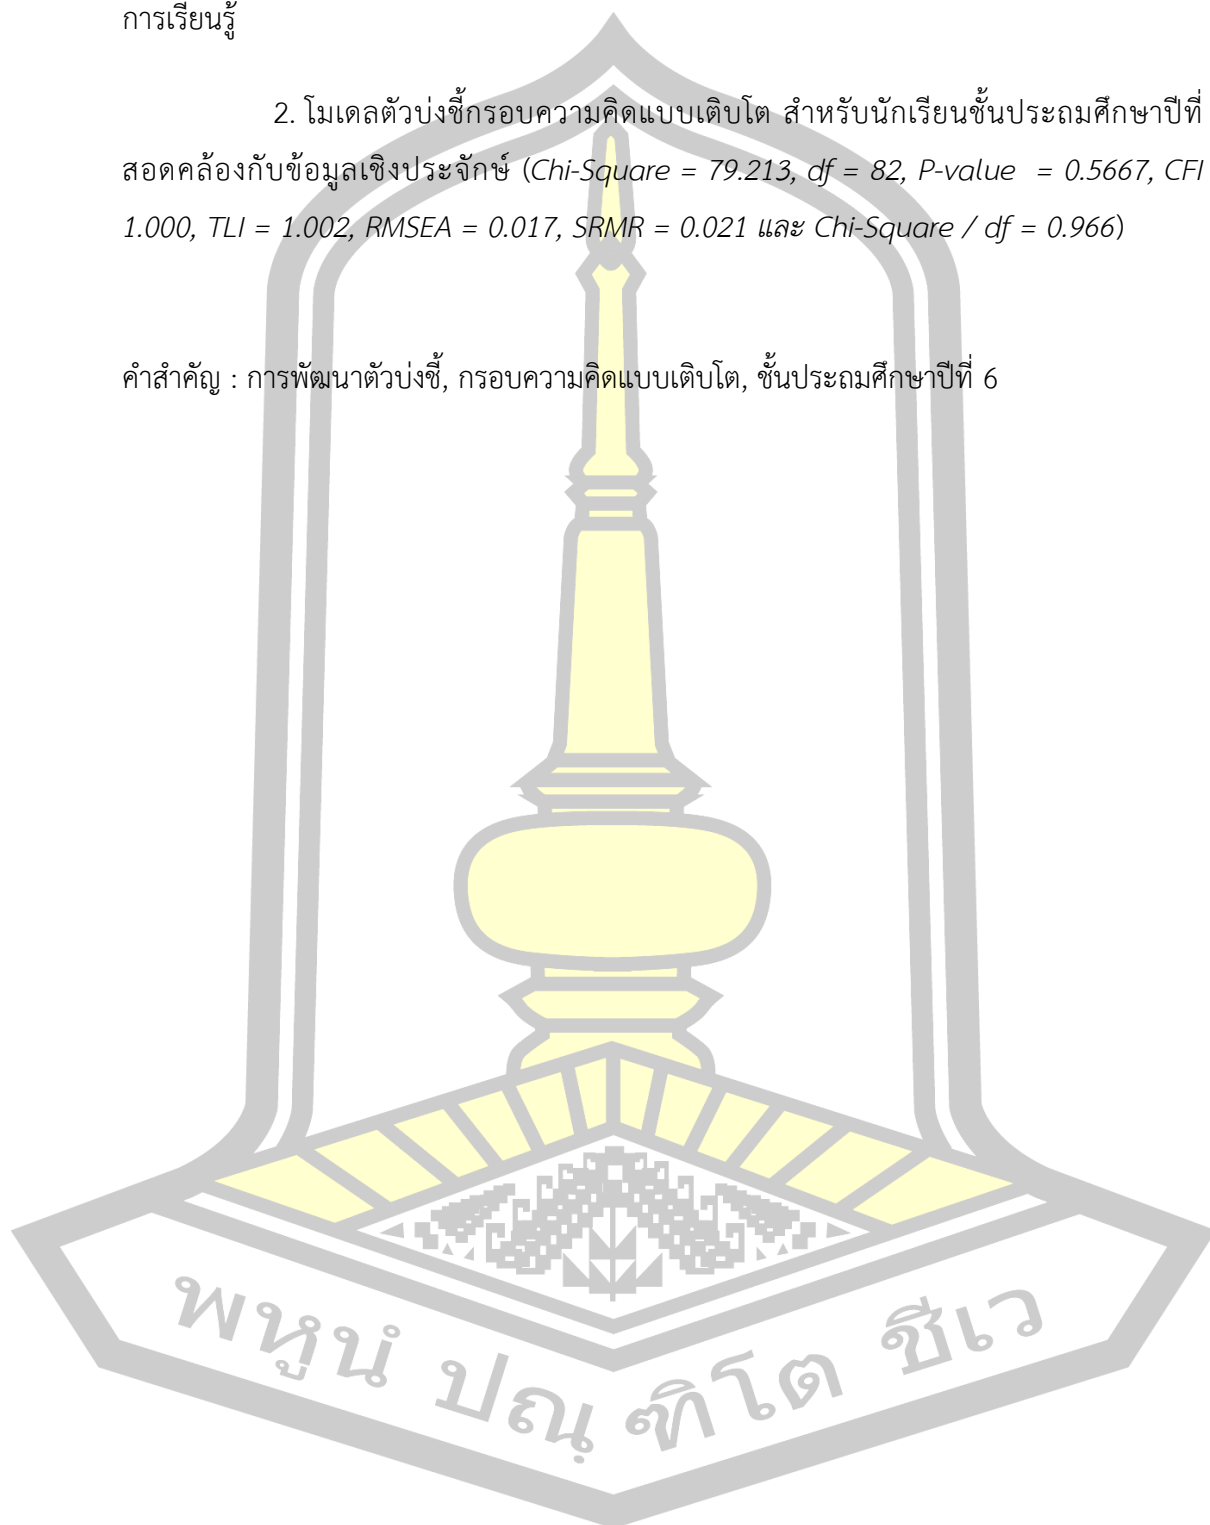 การเรียนรู้
2. โมเดลตัวบ่งชี้กรอบความคิดแบบเติบโต สำหรับนักเรียนชั้นประถมศึกษาปีที่
สอดคล้องกับข้อมูลเชิงประจักษ์ (Chi-Square = 79.213, df = 82, P-value = 0.5667, CFI
1.000, TLI = 1.002, RMSEA = 0.017, SRMR = 0.021 และ Chi-Square / df = 0.966)
คำสำคัญ : การพัฒนาตัวบ่งชี้, กรอบความคิดแบบเติบโต, ชั้นประถมศึกษาปีที่ 6
พหูนํ ปณฺฑิโต ชีเว